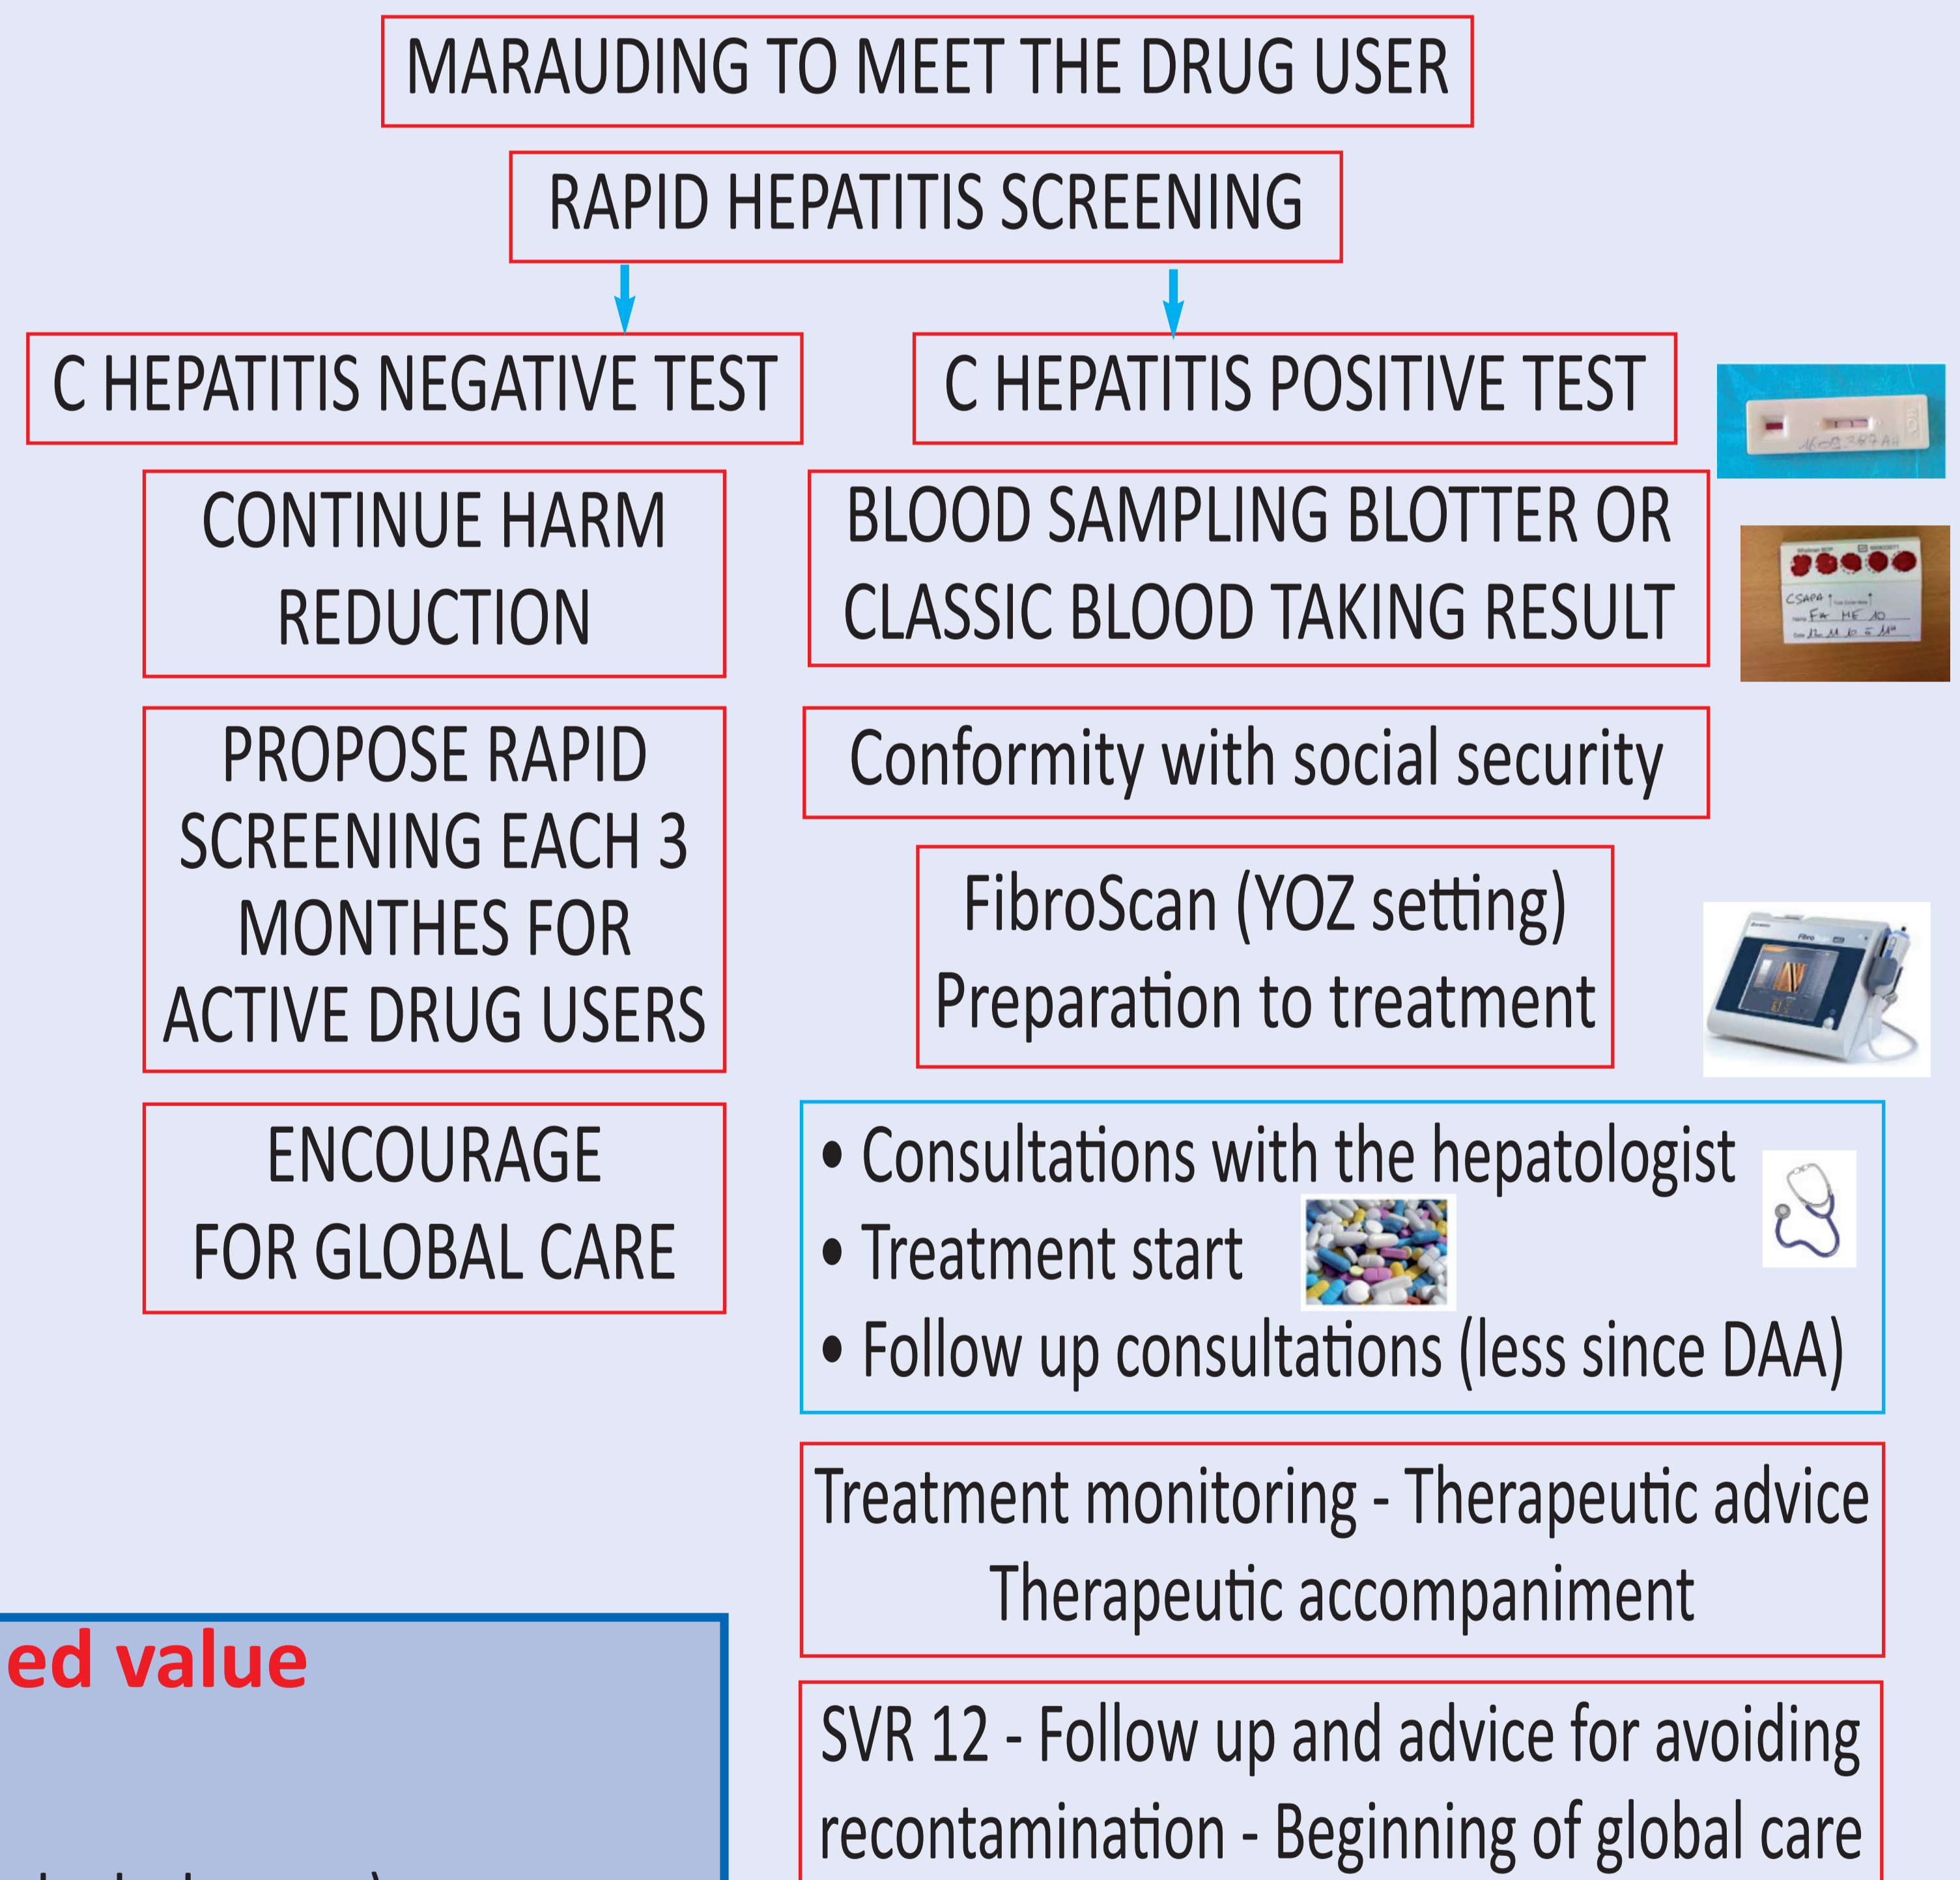 MARAUDING TO MEET THE DRUG USER
RAPID HEPATITIS SCREENING
C HEPATITIS NEGATIVE TEST
CONTINUE HARM
REDUCTION
PROPOSE RAPID
SCREENING EACH 3
MONTHES FOR
ACTIVE DRUG USERS
ENCOURAGE
FOR GLOBAL CARE
C HEPATITIS POSITIVE TEST
BLOOD SAMPLING BLOTTER OR
CLASSIC BLOOD TAKING RESULT
CSAPA
Conformity with social security
FibroScan (YOZ setting)
Preparation to treatment
• Consultations with the hepatologist
• Treatment start
• Follow up consultations (less since DAA)
Treatment monitoring - Therapeutic advice
Therapeutic accompaniment
SVR 12 - Follow up and advice for avoiding
recontamination - Beginning of global care
ed value